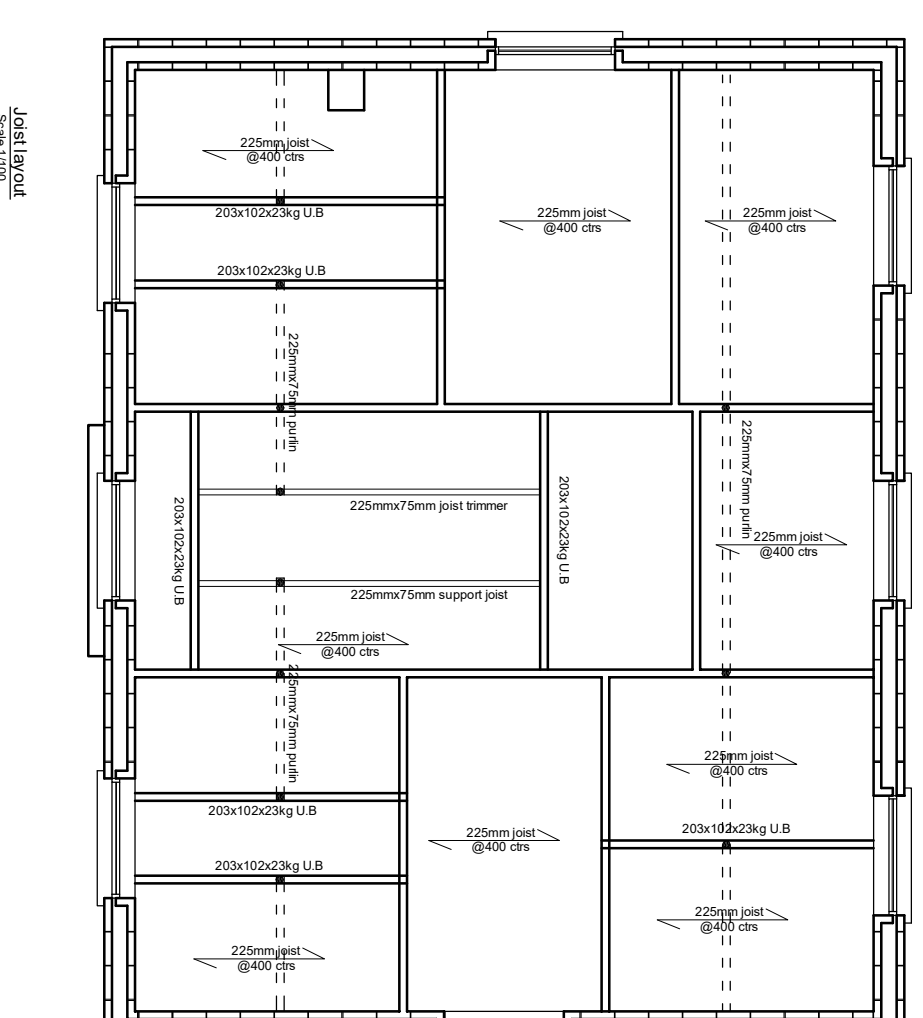 Joist layout
Scale 1/100
225mm joist
@400 ctrs
203x102x23kg U.B
203x102x23kg U.B
225mmx75mm purlin
225mm joist
@400 ctrs
225mm joist
@400 ctrs
203x102x23kg U.B
225mmx75mm joist trimmer
225mmx75mm support joist
203x102x23kg U.B
225mmx75mm purlin
225mm joist
@400 ctrs
225mm joist
@400 ctrs
225mmx75mm purlin
203x102x23kg U.B
203x102x23kg U.B
225mm joist
@400 ctrs
225mm joist
@400 ctrs
225mm joist
@400 ctrs
203x102x23kg U.B
225mm joist
@400 ctrs